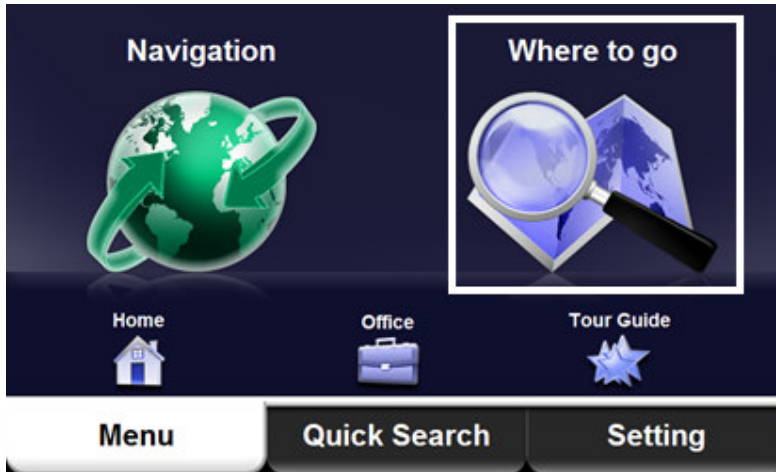 Navigation
Where to go
Home
Office
Tour Guide
Menu
Quick Search
Setting